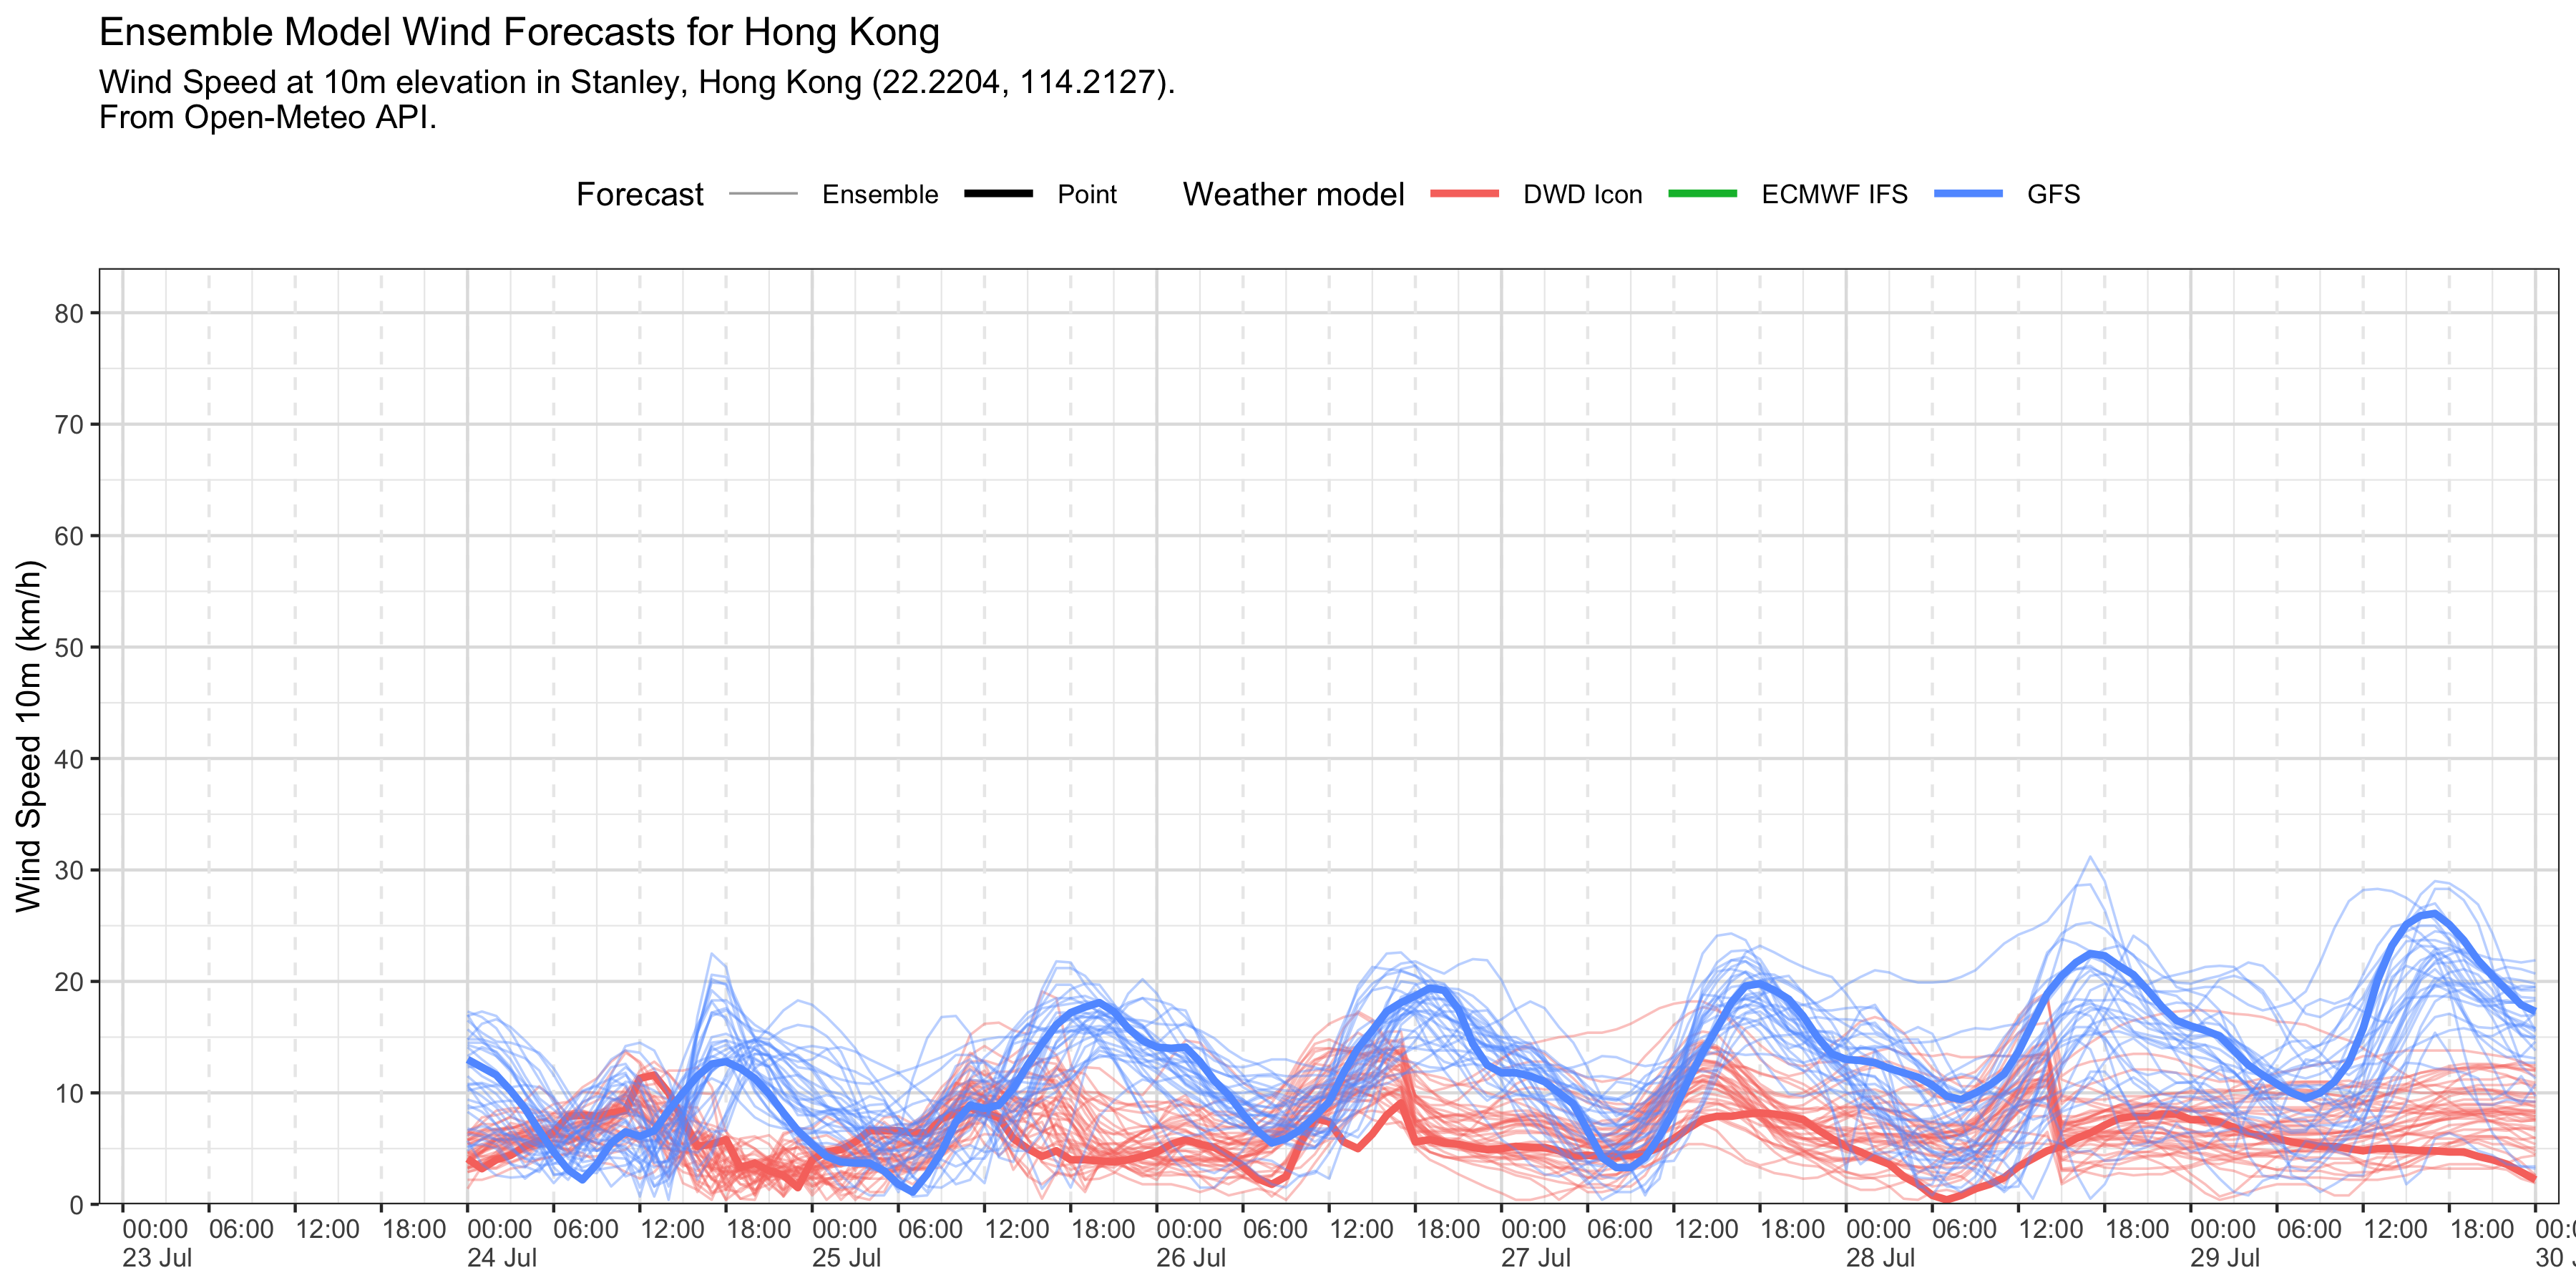 Ensemble Model Wind Forecasts for Hong Kong
Wind Speed at 10m elevation in Stanley, Hong Kong (22.2204, 114.2127).
From Open-Meteo API.
Forecast Ensemble Point Weather model DWD Icon ECMWF IFS GFS
Wind Speed 10m (km/h)
80
70
60
50
40
30
20
10
0
00:00 06:00 12:00 18:00 00:00 06:00 12:00 18:00 00:00 06:00 12:00 18:00 00:00 06:00 12:00 18:00 00:00 06:00 12:00 18:00 00:00 06:00 12:00 18:00 00:00 06:00 12:00 18:00
23 Jul 24 Jul 25 Jul 26 Jul 27 Jul 28 Jul 29 Jul 30